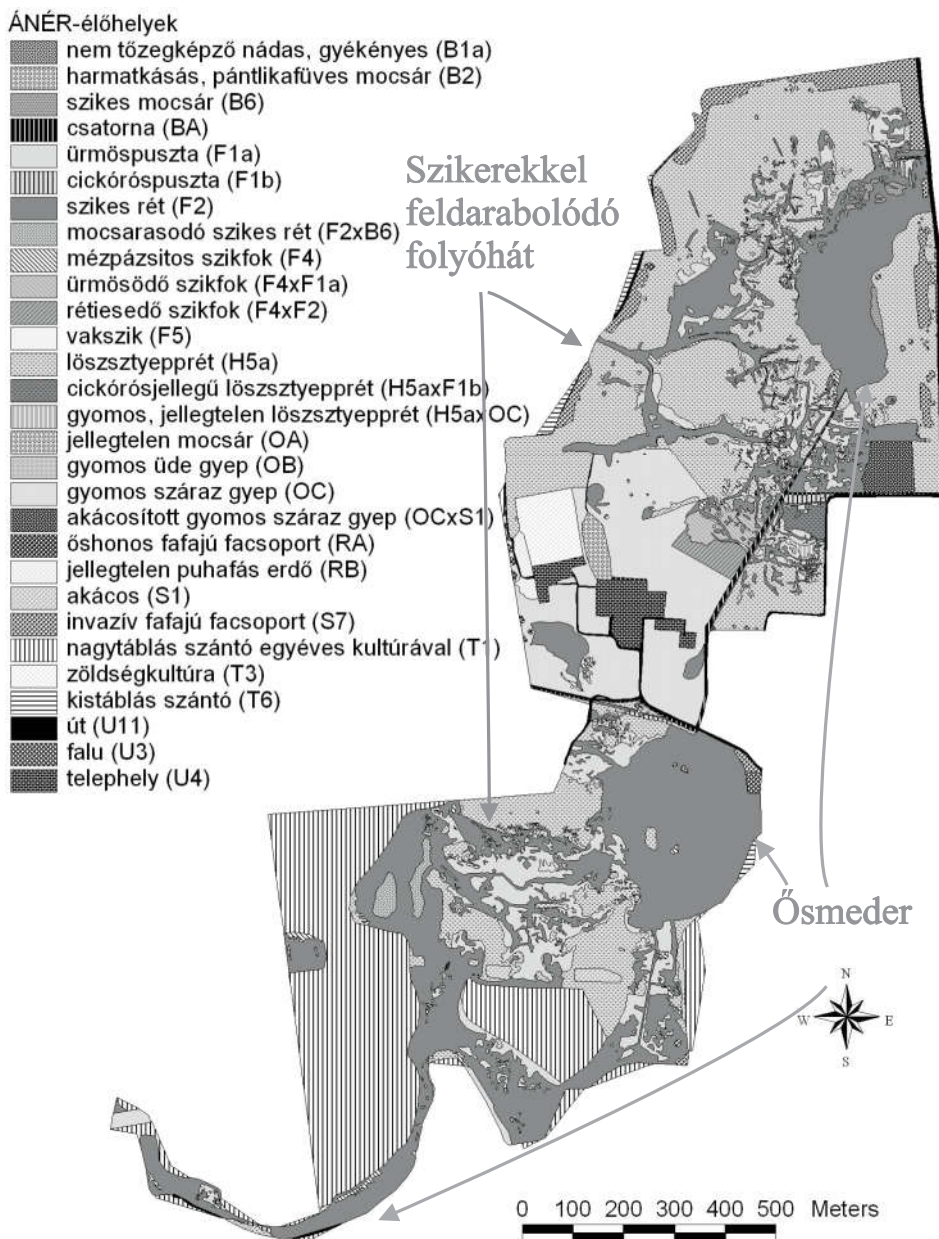 ÁNÉR-élőhelyek
nem tőzegképző nádas, gyékényes (B1a)
harmatkásás, pántlikafüves mocsár (B2)
szikes mocsár (B6)
csatorna (BA)
ürmöspuszta (F1a)
cickóróspuszta (F1b)
szikes rét (F2)
mocsarasodó szikes rét (F2xB6)
mézpázsitos szikfok (F4)
ürmösödő szikfok (F4xF1a)
rétiesedő szikfok (F4xF2)
vakszik (F5)
löszsztyepprét (H5a)
cickórósjellegű löszsztyepprét (H5axF1b)
gyomos, jellegtelen löszsztyepprét (H5axOC)
jellegtelen mocsár (OA)
gyomos üde gyep (OB)
gyomos száraz gyep (OC)
akácosított gyomos száraz gyep (OCxS1)
őshonos fafajú facsoport (RA)
jellegtelen puhafás erdő (RB)
akácos (S1)
invazív fafajú facsoport (S7)
nagytáblás szántó egyéves kultúrával (T1)
zöldségkultúra (T3)
kistáblás szántó (T6)
út (U11)
falu (U3)
telephely (U4)
Szikerekkel
feldarabolódó
folyóhát
Ősmeder
N
W E
S
0 100 200 300 400 500 Meters